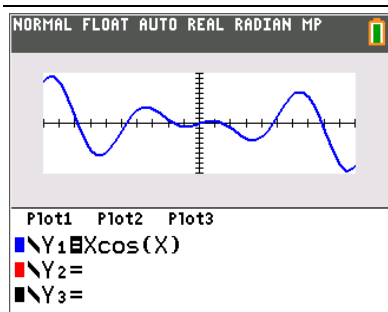 NORMAL FLOAT AUTO REAL RADIAN MP
Plot1 Plot2 Plot3
\Y1=Xcos(X)
\Y2=
\Y3=